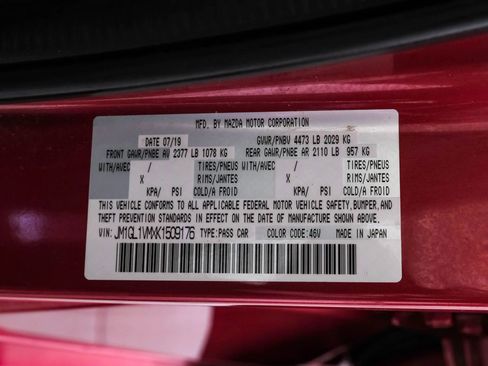 MFD. BY MAZDA MOTOR CORPORATION
DATE 07/19 GVWR/PNBV 4473 LB 2029 KG
FRONT GAWR/PNBE AV 2377 LB 1078 KG REAR GAWR/PNBE AR 2110 LB 957 KG
WITH/AVEC / TIRES/PNEUS WITH/AVEC / TIRES/PNEUS
X RIMS/JANTES X RIMS/JANTES
KPA/ PSI COLD/A FROID KPA/ PSI COLD/A FROID
THIS VEHICLE CONFORMS TO ALL APPLICABLE FEDERAL MOTOR VEHICLE SAFETY, BUMPER, AND
THEFT PREVENTION STANDARDS IN EFFECT ON THE DATE OF MANUFACTURE SHOWN ABOVE.
VIN: JM1GL1VMXK1509176 TYPE: PASS CAR COLOR CODE: 46V MADE IN JAPAN